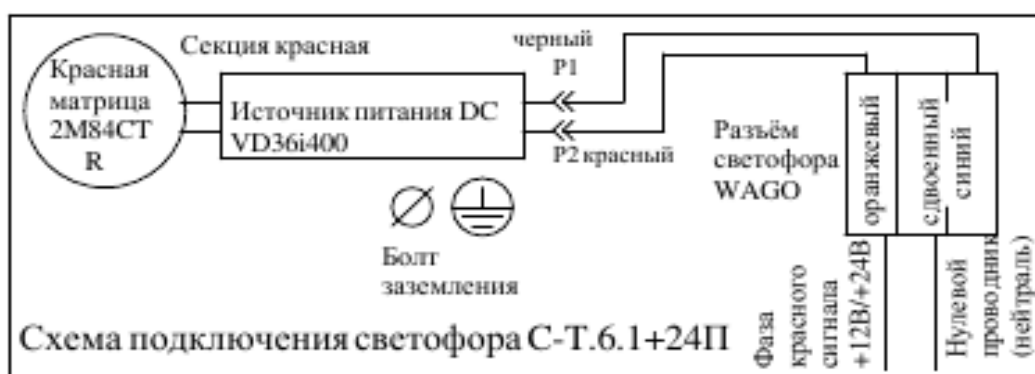 Секция красная
черный
P1
Красная
матрица
2М84СТ
R
Источник питания DC
VD36i400
P2 красный
Разъём
светофора
WAGO
оранжевый
сдвоенный
синий
Болт
заземления
Фаза
красного
сигнала
+12В/+24В
Нулевой
проводник
(нейтраль)
Схема подключения светофора С-Т.6.1+24П